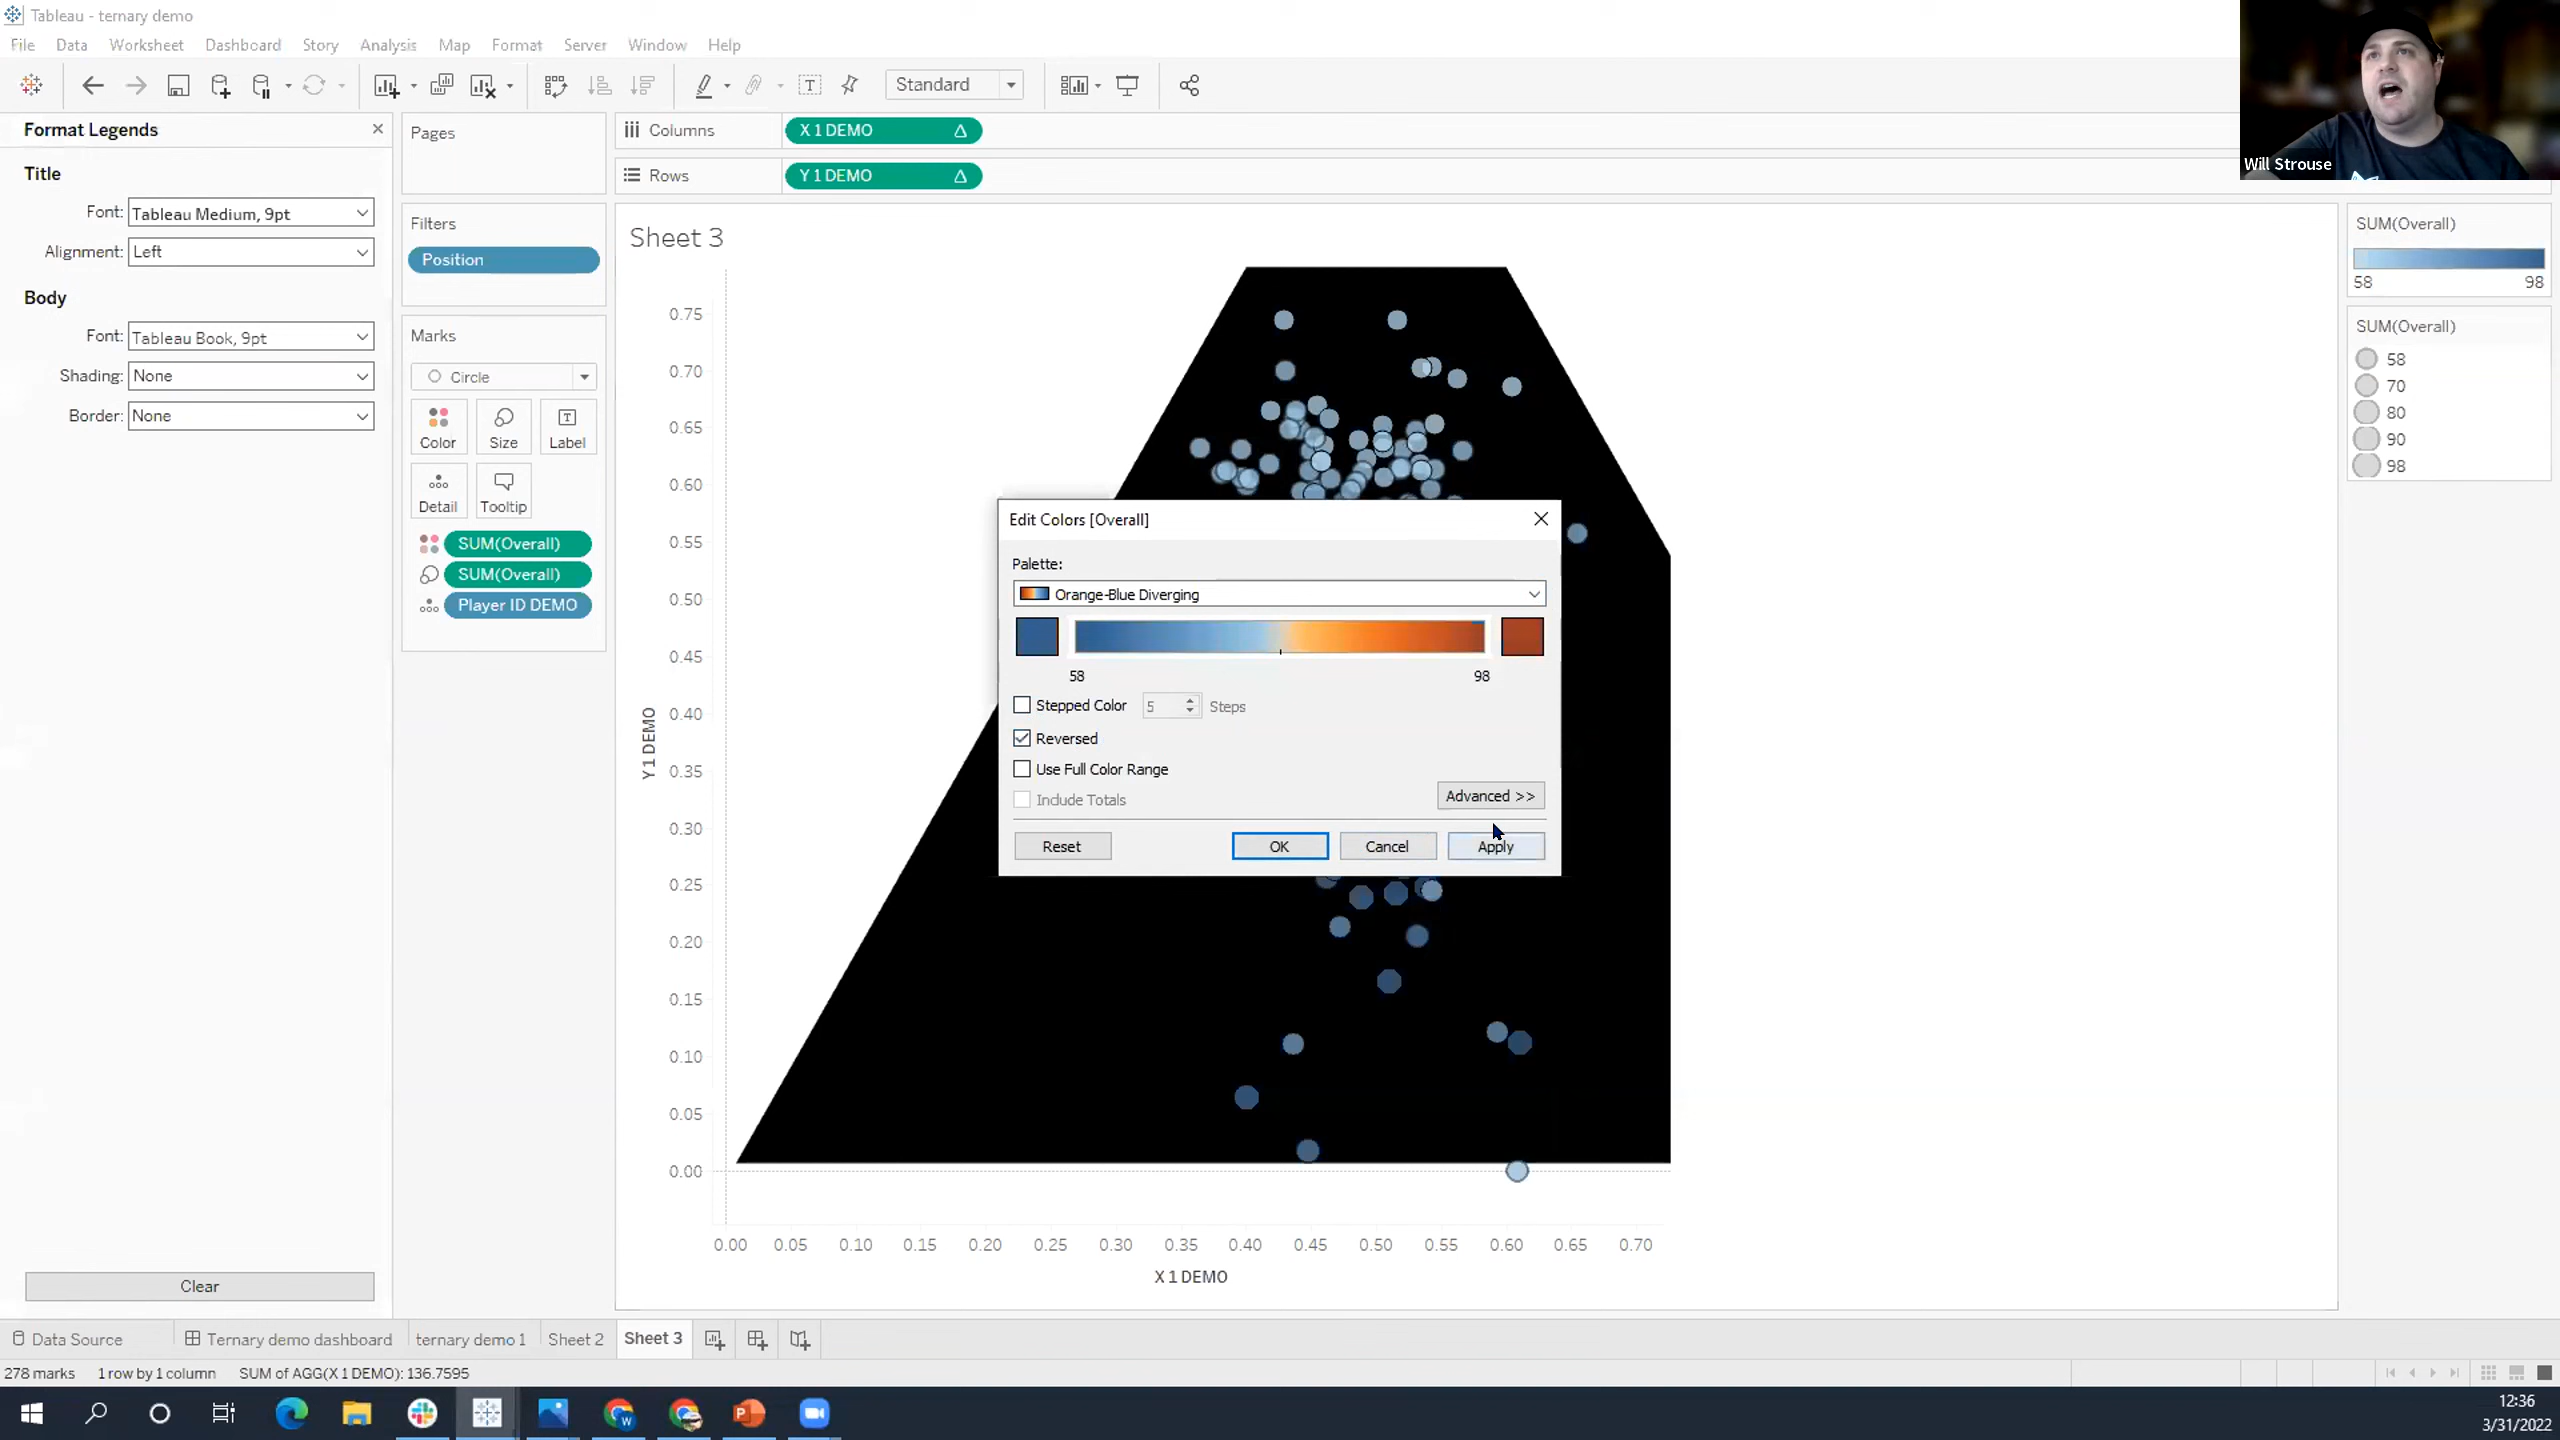 Tableau - ternary demo
File Data Worksheet Dashboard Story Analysis Map Format Server Window Help
Standard
Will Strouse
Format Legends
Title
Font: Tableau Medium, 9pt
Alignment: Left
Body
Font: Tableau Book, 9pt
Shading: None
Border: None
Clear
Pages
Filters
Position
Marks
Circle
Color Size Label
Detail Tooltip
SUM(Overall)
SUM(Overall)
Player ID DEMO
Columns X 1 DEMO
Rows Y 1 DEMO
Sheet 3
0.75
0.70
0.65
0.60
0.55
0.50
0.45
0.40
0.35
0.30
0.25
0.20
0.15
0.10
0.05
0.00
Y 1 DEMO
0.00 0.05 0.10 0.15 0.20 0.25 0.30 0.35 0.40 0.45 0.50 0.55 0.60 0.65 0.70
X 1 DEMO
Edit Colors [Overall]
Palette:
Orange-Blue Diverging
58 98
Stepped Color 5 Steps
Reversed
Use Full Color Range
Include Totals
Advanced >>
Reset OK Cancel Apply
SUM(Overall)
58 98
SUM(Overall)
58
70
80
90
98
Data Source Ternary demo dashboard ternary demo 1 Sheet 2 Sheet 3
278 marks 1 row by 1 column SUM of AGG(X 1 DEMO): 136.7595
12:36
3/31/2022